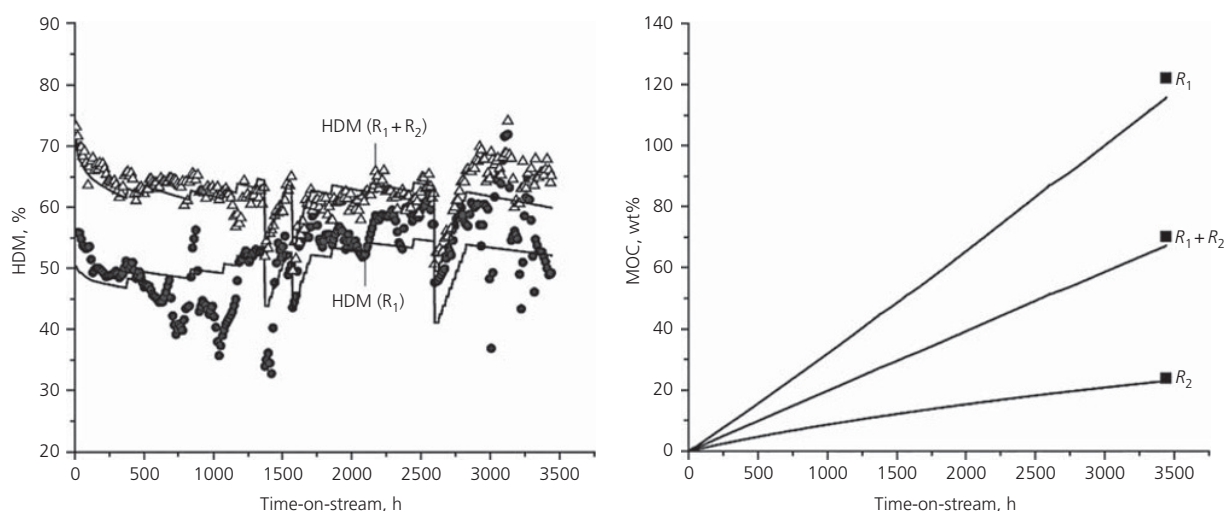 90
80
70
60
50
40
30
20
HDM, %
HDM (R1 + R2)
HDM (R1)
0 500 1000 1500 2000 2500 3000 3500
Time-on-stream, h
140
120
100
80
60
40
20
0
MOC, wt%
R1
R1 + R2
R2
0 500 1000 1500 2000 2500 3000 3500
Time-on-stream, h